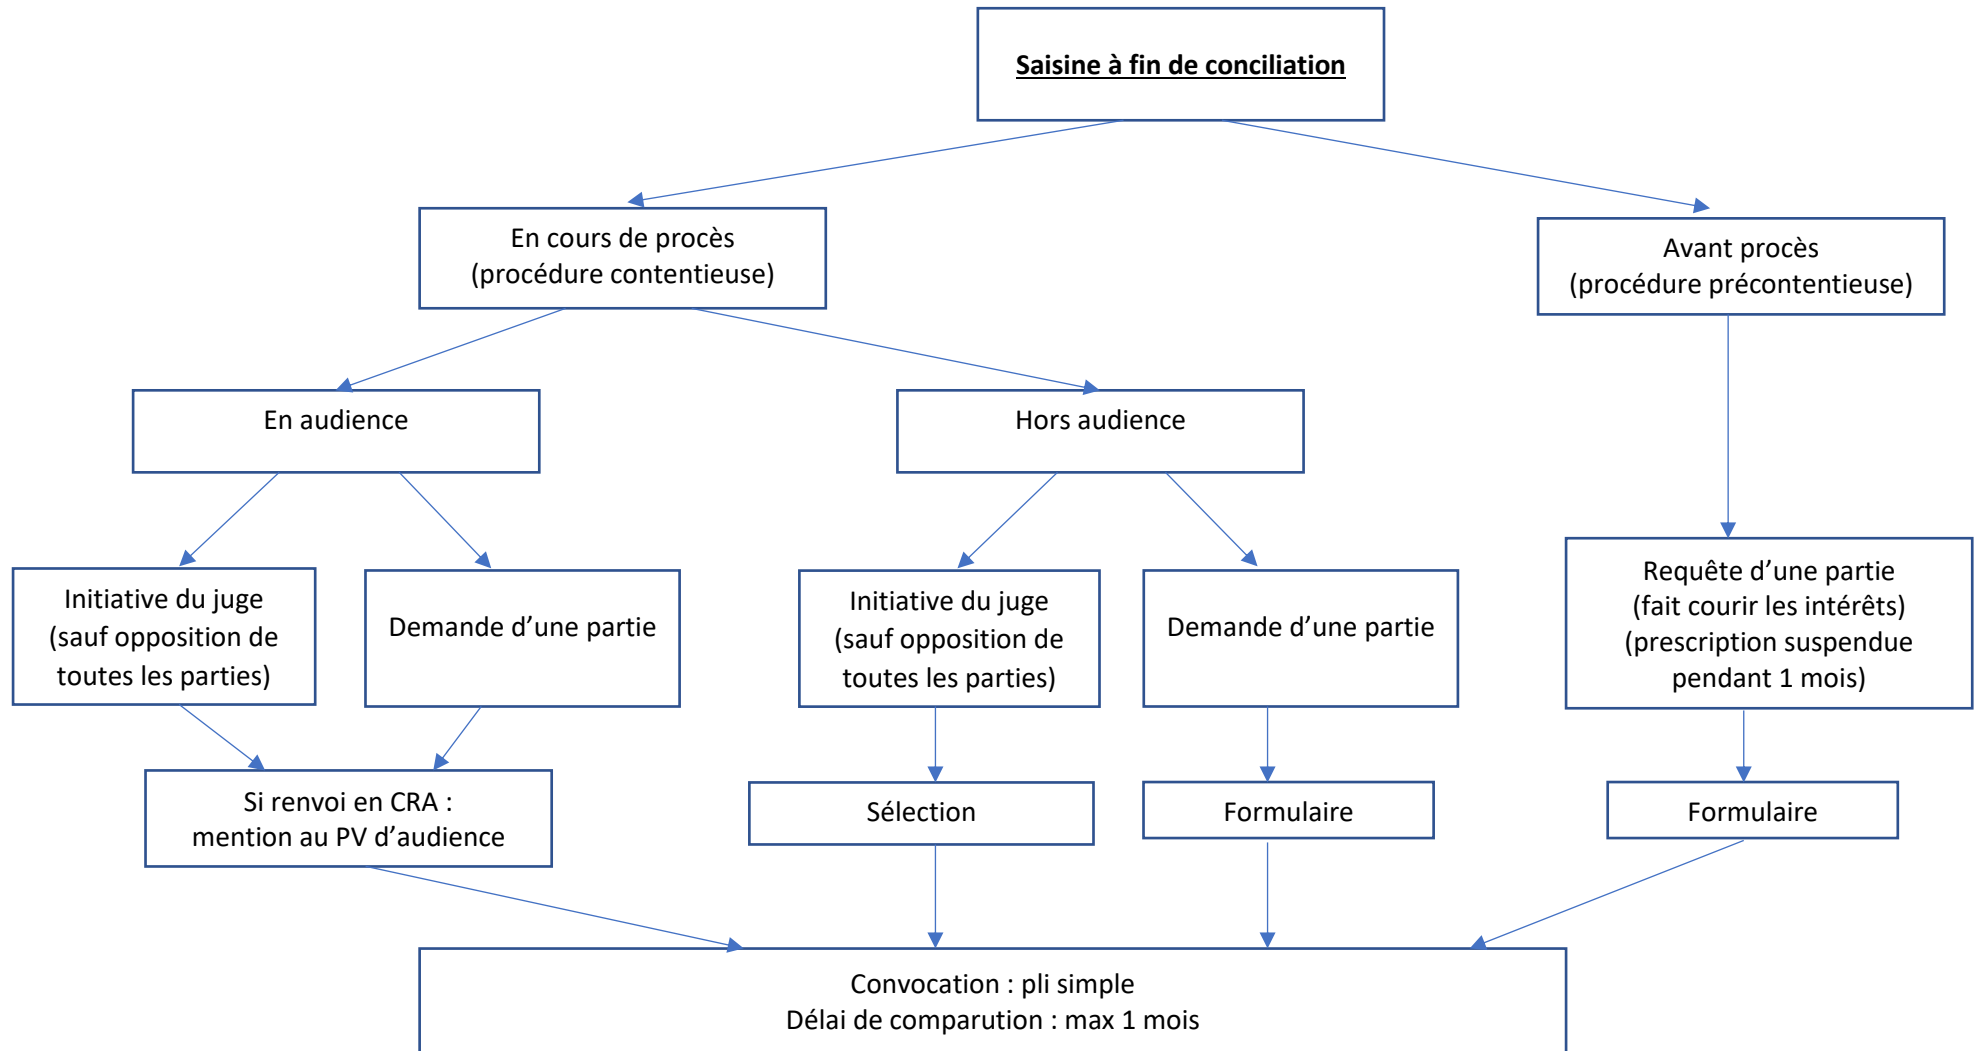 Saisine à fin de conciliation
En cours de procès
(procédure contentieuse)
Avant procès
(procédure précontentieuse)
En audience
Hors audience
Initiative du juge
(sauf opposition de
toutes les parties)
Demande d’une partie
Initiative du juge
(sauf opposition de
toutes les parties)
Demande d’une partie
Requête d’une partie
(fait courir les intérêts)
(prescription suspendue
pendant 1 mois)
Si renvoi en CRA :
mention au PV d’audience
Sélection
Formulaire
Formulaire
Convocation : pli simple
Délai de comparution : max 1 mois